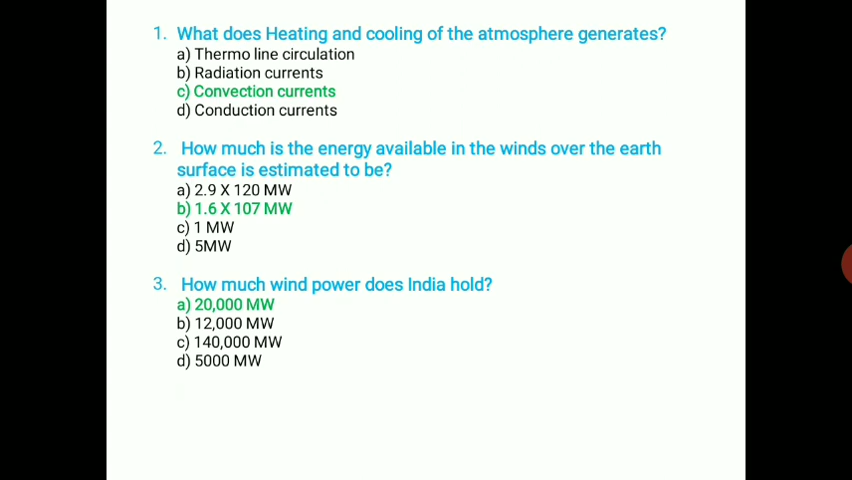 1. What does Heating and cooling of the atmosphere generates?
a) Thermo line circulation
b) Radiation currents
c) Convection currents
d) Conduction currents
2. How much is the energy available in the winds over the earth
surface is estimated to be?
a) 2.9 X 120 MW
b) 1.6 X 107 MW
c) 1 MW
d) 5MW
3. How much wind power does India hold?
a) 20,000 MW
b) 12,000 MW
c) 140,000 MW
d) 5000 MW